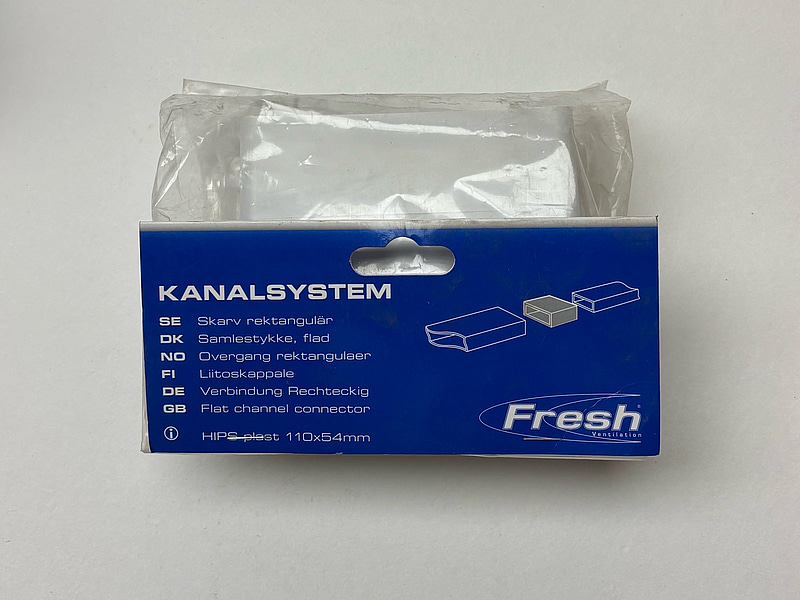 KANALSYSTEM
SE Skarv rektangulär
DK Samlestykke, flad
NO Overgang rektangulaer
FI Liitoskappale
DE Verbindung Rechteckig
GB Flat channel connector
HIPS plast 110x54mm
Fresh®
Ventilation